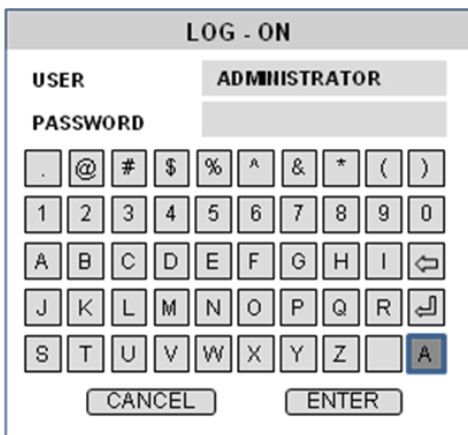 LOG - ON
USER ADMINISTRATOR
PASSWORD
. @ # $ % ^ & * ( )
1 2 3 4 5 6 7 8 9 0
A B C D E F G H I
J K L M N O P Q R
S T U V W X Y Z A
CANCEL ENTER